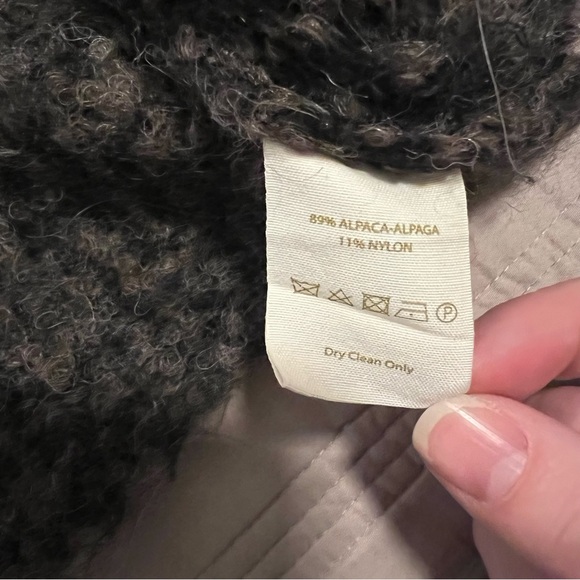 89% ALPACA-ALPAGA
11% NYLON
P
Dry Clean Only